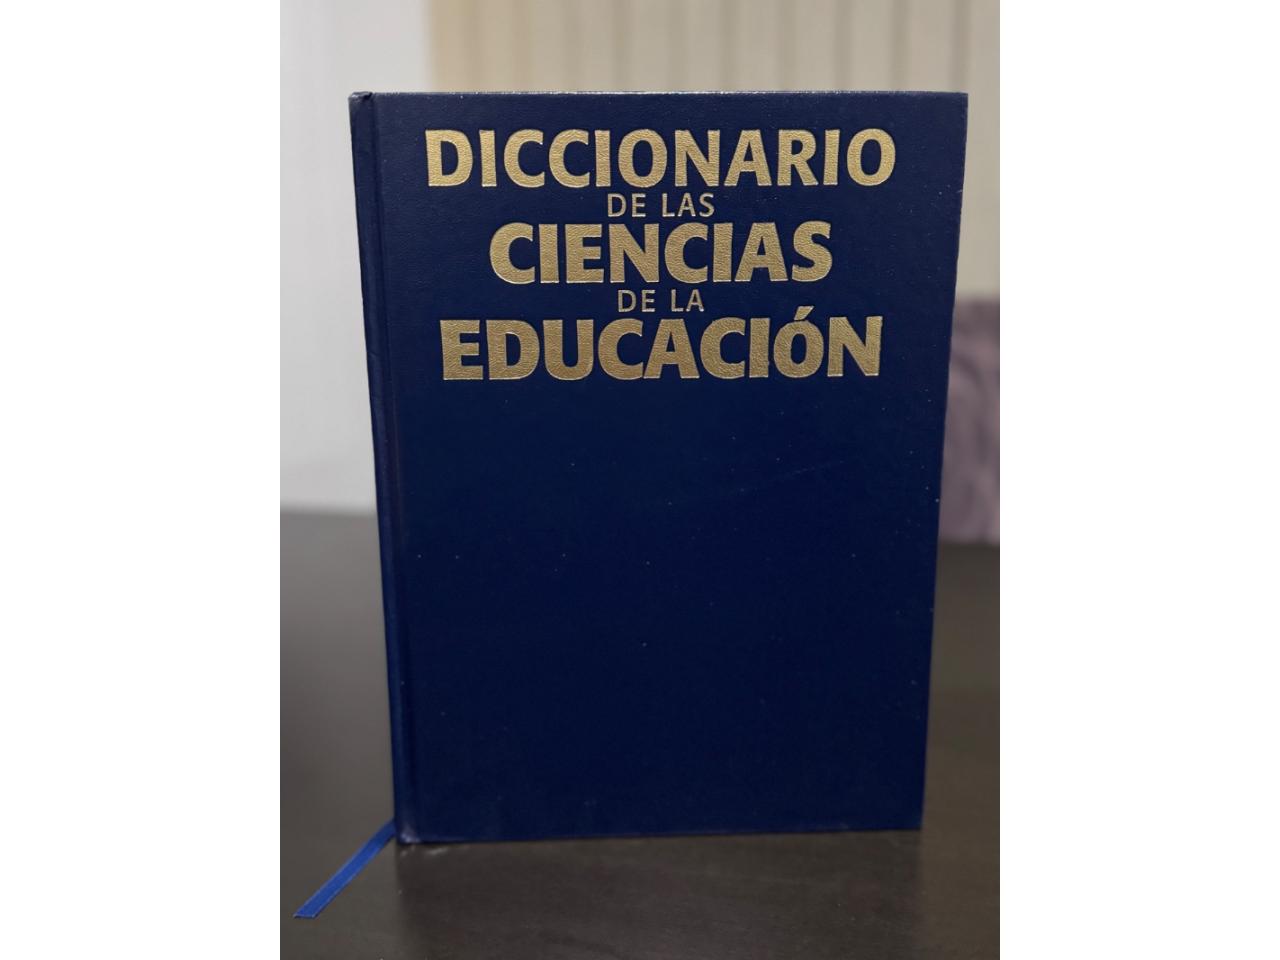 DICCIONARIO
DE LAS
CIENCIAS
DE LA
EDUCACIÓN